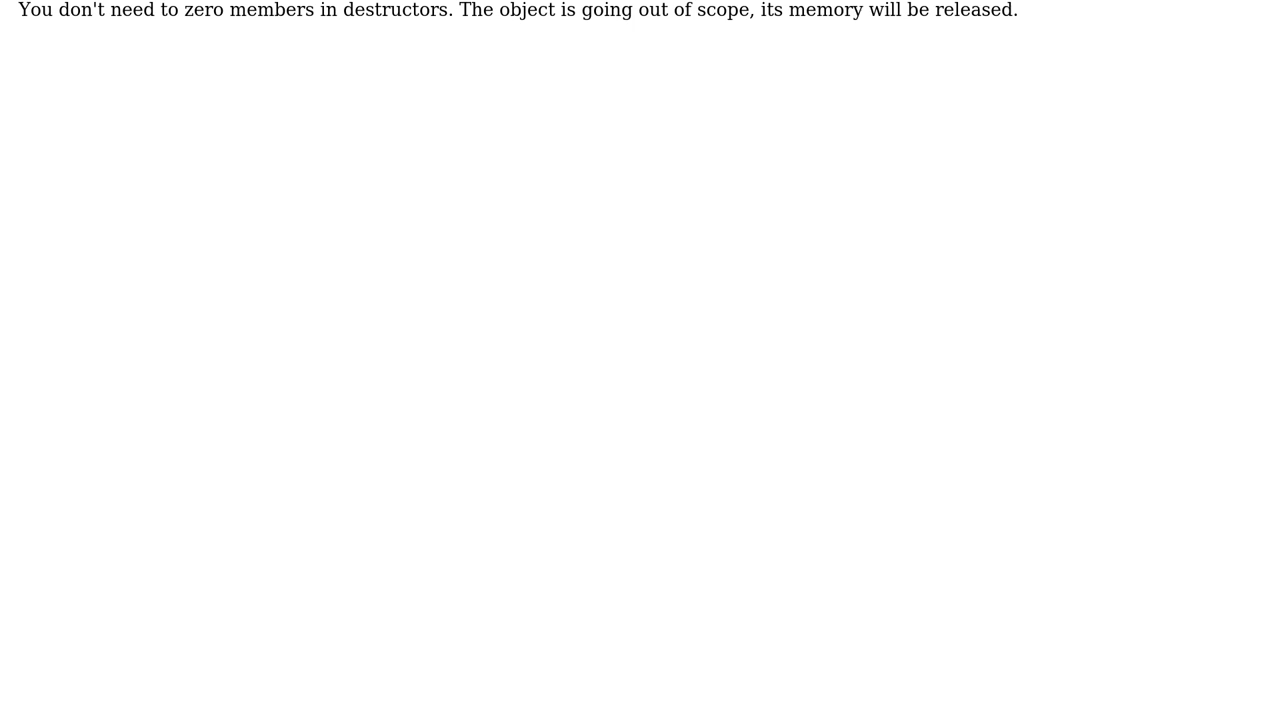 You don't need to zero members in destructors. The object is going out of scope, its memory will be released.